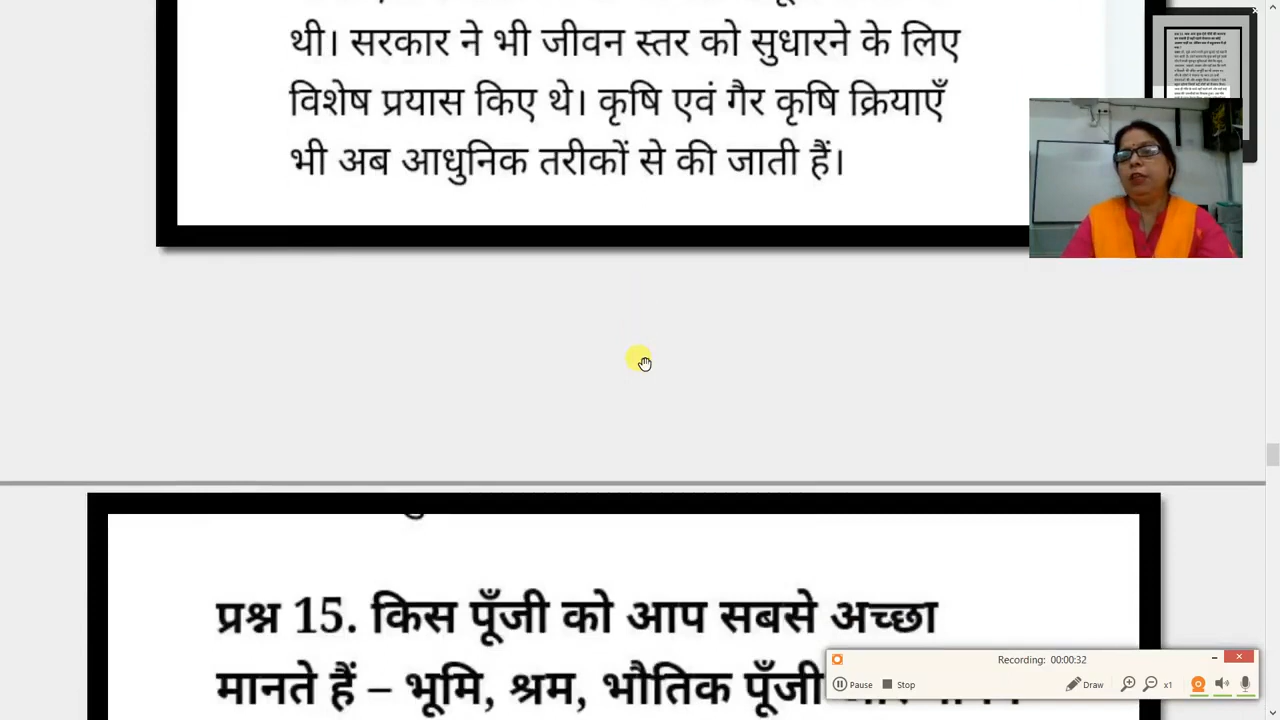 थी। सरकार ने भी जीवन स्तर को सुधारने के लिए
विशेष प्रयास किए थे। कृषि एवं गैर कृषि क्रियाएँ
भी अब आधुनिक तरीकों से की जाती हैं।
प्रश्न 15. किस पूँजी को आप सबसे अच्छा
मानते हैं – भूमि, श्रम, भौतिक पूँजी
Recording: 00:00:32
Pause
Stop
Draw
x1